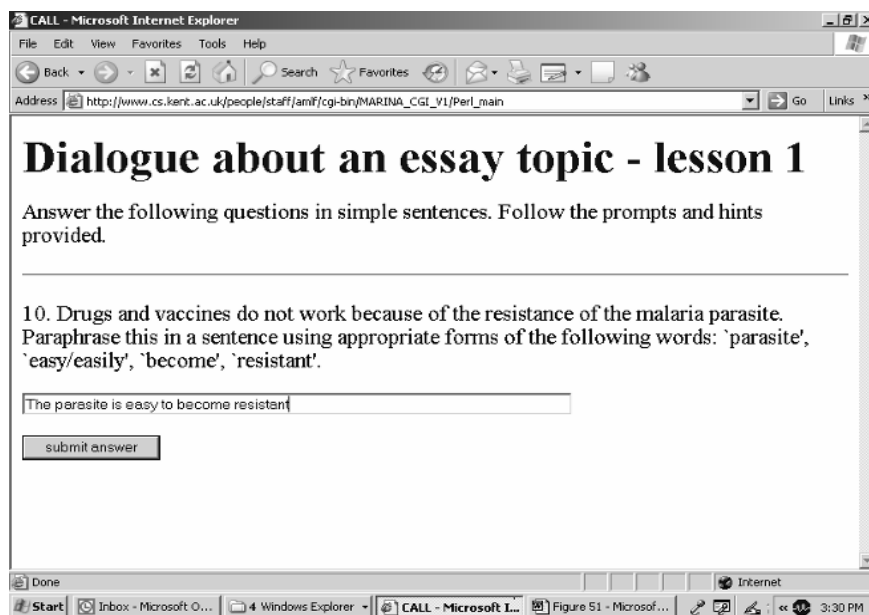 CALL - Microsoft Internet Explorer
File Edit View Favorites Tools Help
Back Search Favorites
Address http://www.cs.kent.ac.uk/people/staff/amlf/cgi-bin/MARINA_CGI_V1/Perl_main Go Links »
Dialogue about an essay topic - lesson 1
Answer the following questions in simple sentences. Follow the prompts and hints
provided.
10. Drugs and vaccines do not work because of the resistance of the malaria parasite.
Paraphrase this in a sentence using appropriate forms of the following words: `parasite',
`easy/easily', `become', `resistant'.
The parasite is easy to become resistant
submit answer
Done Internet
Start Inbox - Microsoft O... 4 Windows Explorer CALL - Microsoft I... Figure 51 - Microsof... « 3:30 PM